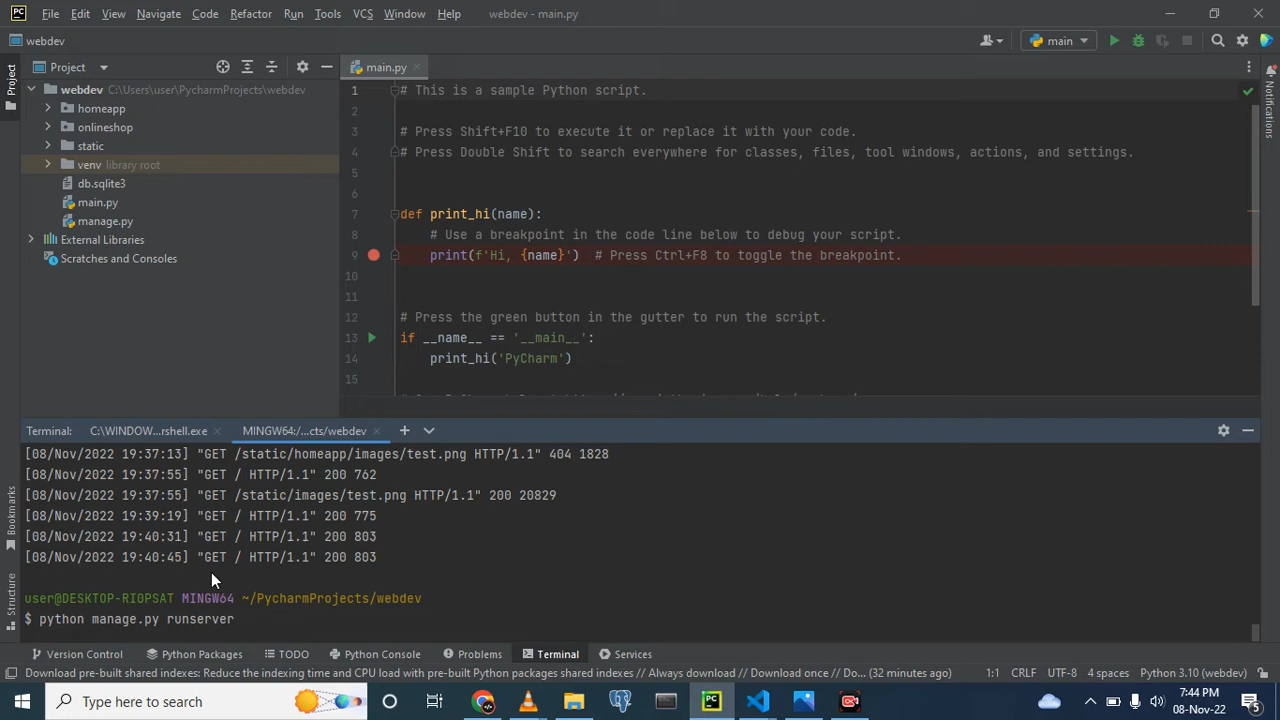 PC File Edit View Navigate Code Refactor Run Tools VCS Window Help webdev - main.py
webdev
main
Project
Project
main.py
Notifications
webdev C:\Users\user\PycharmProjects\webdev
homeapp
onlineshop
static
venv library root
db.sqlite3
main.py
manage.py
External Libraries
Scratches and Consoles
1 # This is a sample Python script.
2
3 # Press Shift+F10 to execute it or replace it with your code.
4 # Press Double Shift to search everywhere for classes, files, tool windows, actions, and settings.
5
6
7 def print_hi(name):
8 # Use a breakpoint in the code line below to debug your script.
9 print(f'Hi, {name}') # Press Ctrl+F8 to toggle the breakpoint.
10
11
12 # Press the green button in the gutter to run the script.
13 if __name__ == '__main__':
14 print_hi('PyCharm')
15
Terminal: C:\WINDOW...rshell.exe MINGW64:/...cts/webdev
[08/Nov/2022 19:37:13] "GET /static/homeapp/images/test.png HTTP/1.1" 404 1828
[08/Nov/2022 19:37:55] "GET / HTTP/1.1" 200 762
[08/Nov/2022 19:37:55] "GET /static/images/test.png HTTP/1.1" 200 20829
[08/Nov/2022 19:39:19] "GET / HTTP/1.1" 200 775
[08/Nov/2022 19:40:31] "GET / HTTP/1.1" 200 803
[08/Nov/2022 19:40:45] "GET / HTTP/1.1" 200 803
user@DESKTOP-RI0PSAT MINGW64 ~/PycharmProjects/webdev
$ python manage.py runserver
Bookmarks
Structure
Version Control Python Packages TODO Python Console Problems Terminal Services
Download pre-built shared indexes: Reduce the indexing time and CPU load with pre-built Python packages shared indexes // Always download // Download once // Do... (32 minutes ago) 1:1 CRLF UTF-8 4 spaces Python 3.10 (webdev)
Type here to search
7:44 PM
08-Nov-22
5